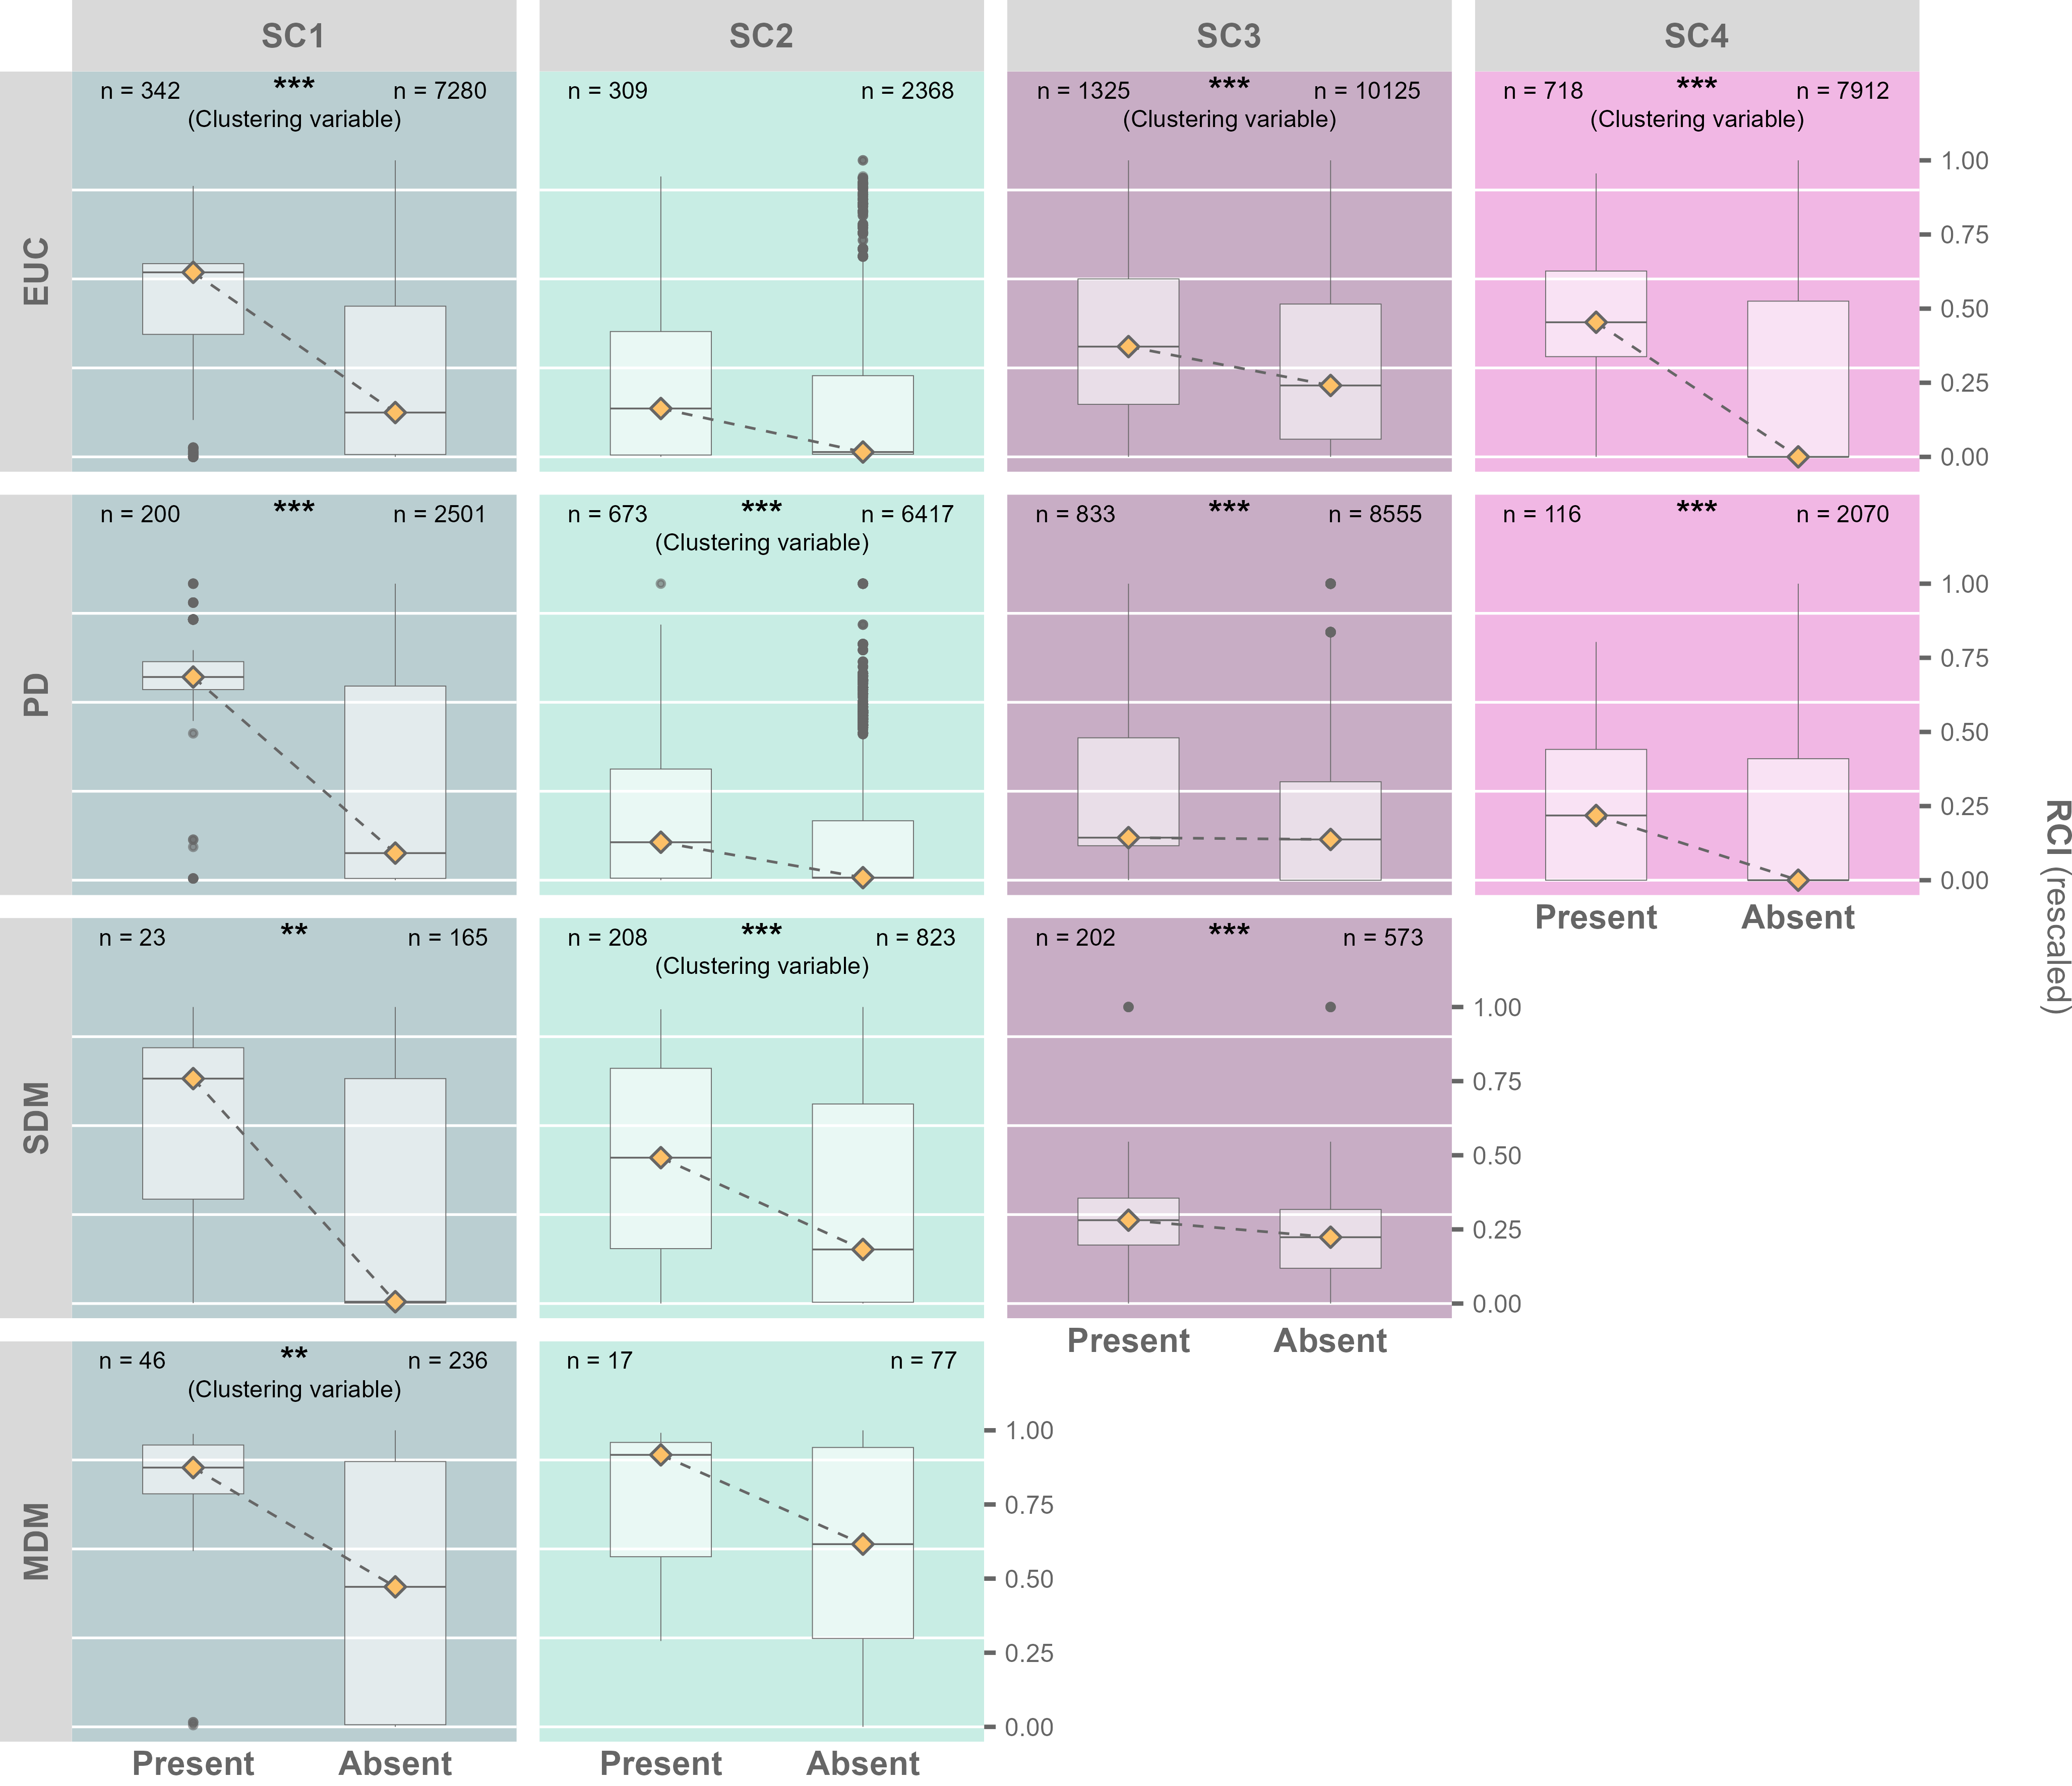 SC1 SC2 SC3 SC4
EUC
n = 342 *** n = 7280
(Clustering variable)
n = 309 n = 2368
n = 1325 *** n = 10125
(Clustering variable)
n = 718 *** n = 7912
(Clustering variable)
1.00
0.75
0.50
0.25
0.00
PD
n = 200 *** n = 2501
n = 673 *** n = 6417
(Clustering variable)
n = 833 *** n = 8555
n = 116 *** n = 2070
1.00
0.75
0.50
0.25
0.00
Present Absent
RCI (rescaled)
SDM
n = 23 ** n = 165
n = 208 *** n = 823
(Clustering variable)
n = 202 *** n = 573
1.00
0.75
0.50
0.25
0.00
Present Absent
MDM
n = 46 ** n = 236
(Clustering variable)
n = 17 n = 77
1.00
0.75
0.50
0.25
0.00
Present Absent Present Absent